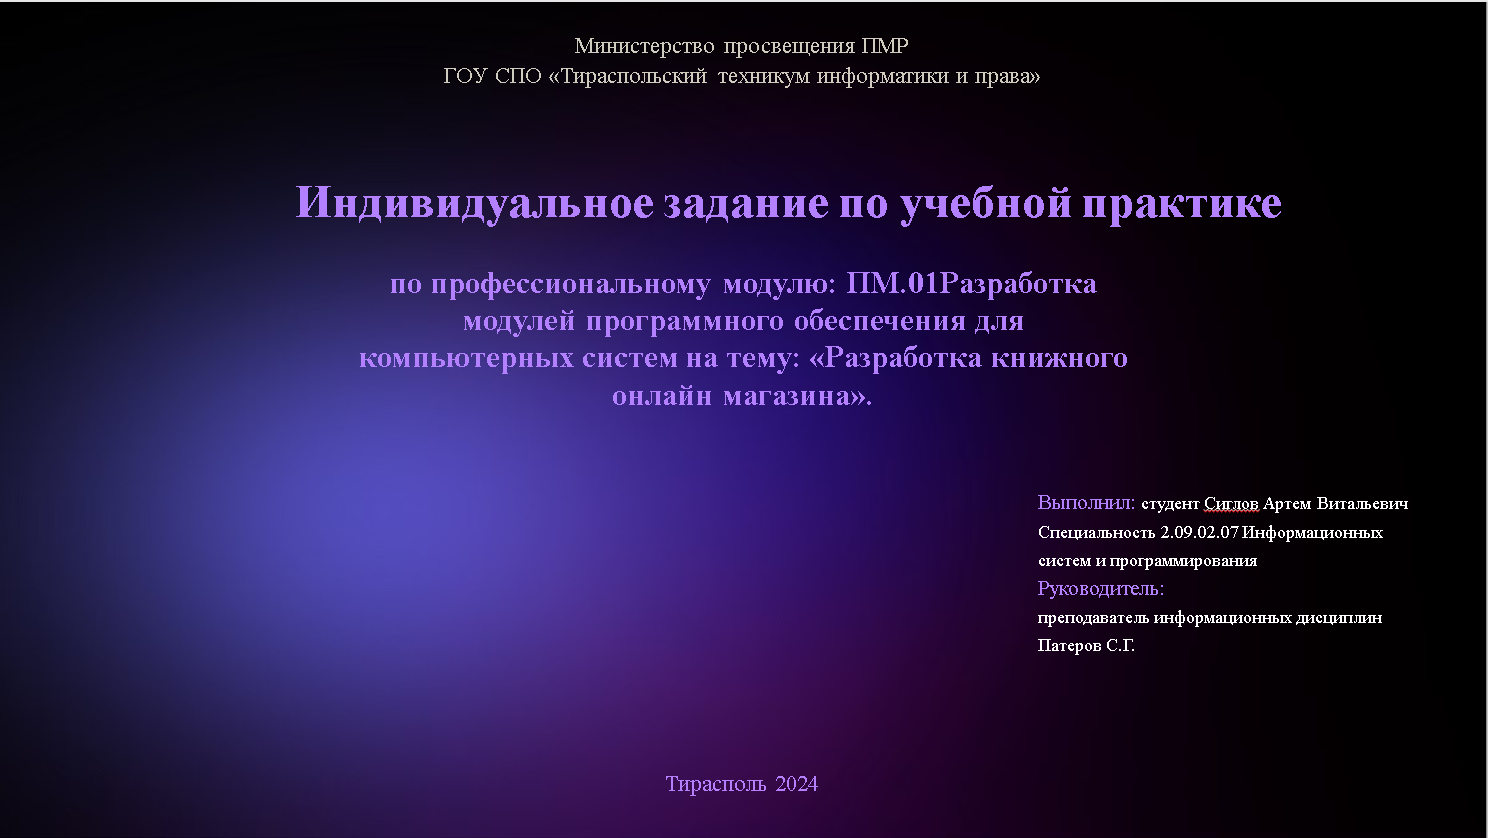 Министерство просвещения ПМР
ГОУ СПО «Тираспольский техникум информатики и права»
Индивидуальное задание по учебной практике
по профессиональному модулю: ПМ.01Разработка
модулей программного обеспечения для
компьютерных систем на тему: «Разработка книжного
онлайн магазина».
Выполнил: студент Сиглов Артем Витальевич
Специальность 2.09.02.07 Информационных
систем и программирования
Руководитель:
преподаватель информационных дисциплин
Патеров С.Г.
Тирасполь 2024